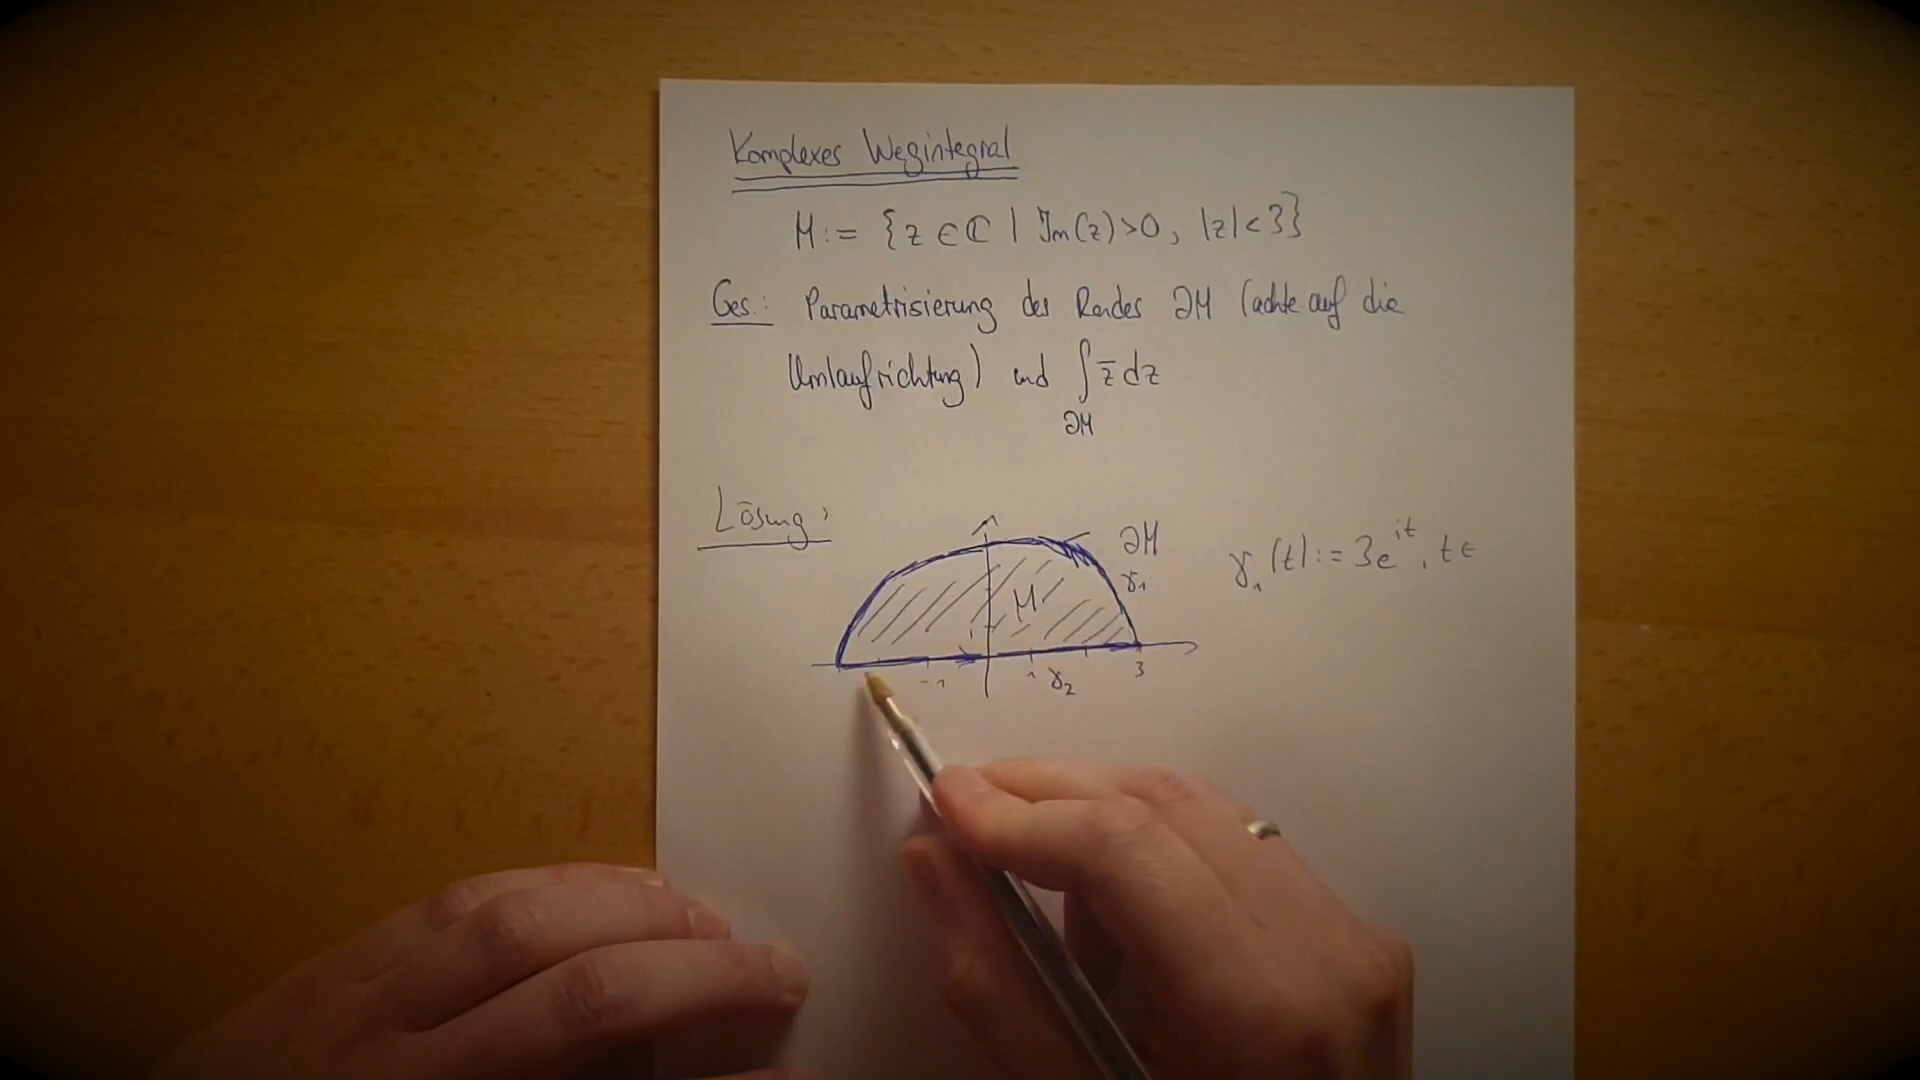 Komplexes Wegintegral
M := {z ∈ ℂ | Im(z)>0, |z|<3}
Ges.: Parametrisierung des Randes ∂M (achte auf die
Umlaufrichtung) und ∫ z̄ dz
∂M
Lösung:
∂M
γ₁
γ₁(t) := 3e^{it}, t ∈
M
i
-1 1 γ₂ 3